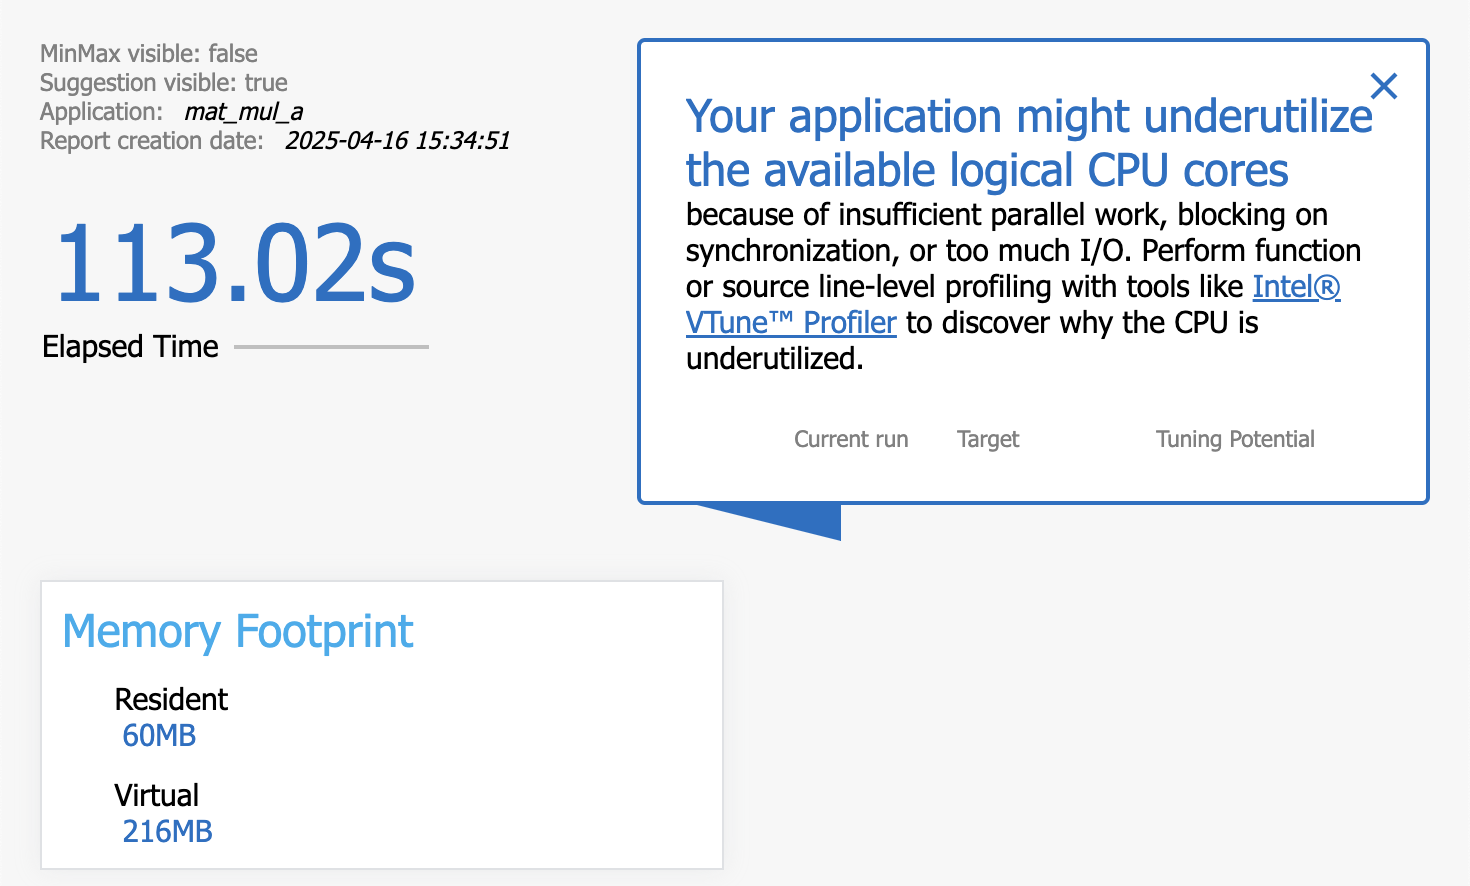 MinMax visible: false
Suggestion visible: true
Application: mat_mul_a
Report creation date: 2025-04-16 15:34:51
113.02s
Elapsed Time
Your application might underutilize
the available logical CPU cores
because of insufficient parallel work, blocking on
synchronization, or too much I/O. Perform function
or source line-level profiling with tools like Intel®
VTune™ Profiler to discover why the CPU is
underutilized.
Current run Target Tuning Potential
Memory Footprint
Resident
60MB
Virtual
216MB